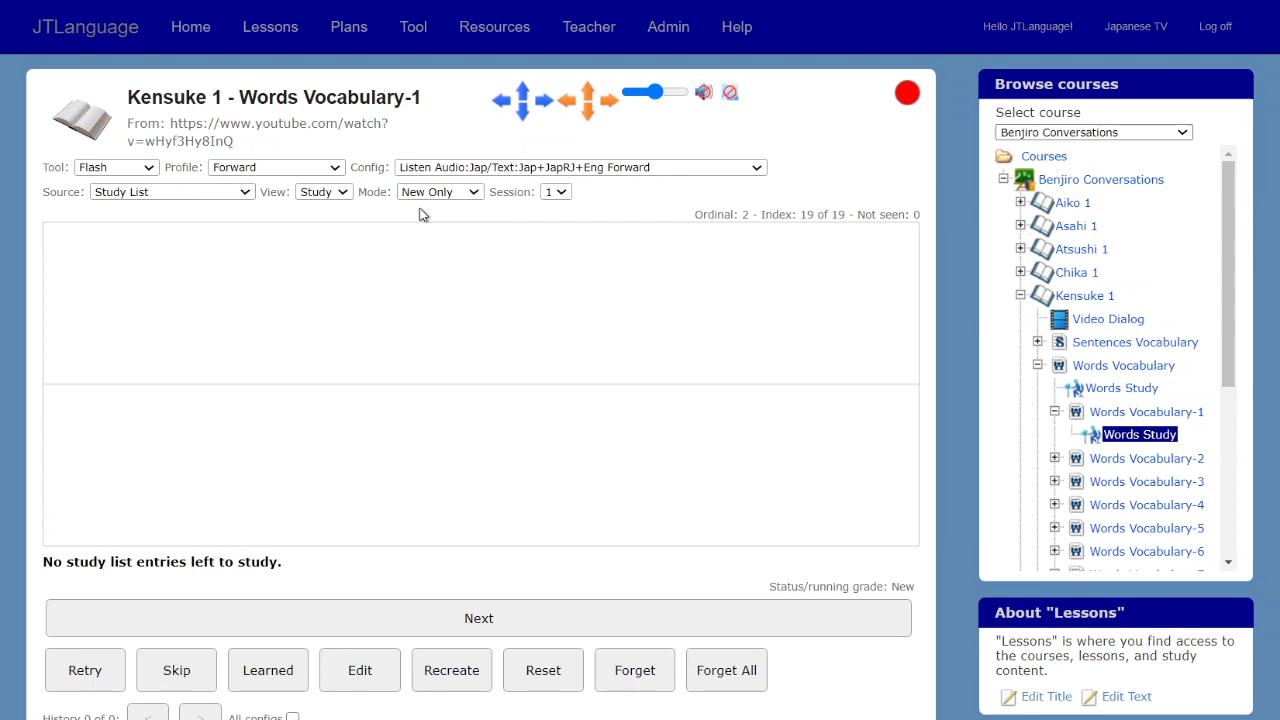 JTLanguage Home Lessons Plans Tool Resources Teacher Admin Help Hello JTLanguage! Japanese TV Log off
Kensuke 1 - Words Vocabulary-1
From: https://www.youtube.com/watch?
v=wHyf3Hy8InQ
Tool: Flash Profile: Forward Config: Listen Audio:Jap/Text:Jap+JapRJ+Eng Forward
Source: Study List View: Study Mode: New Only Session: 1
Ordinal: 2 - Index: 19 of 19 - Not seen: 0
No study list entries left to study.
Status/running grade: New
Next
Retry Skip Learned Edit Recreate Reset Forget Forget All
History 0 of 0: < > All configs
Browse courses
Select course
Benjiro Conversations
Courses
Benjiro Conversations
Aiko 1
Asahi 1
Atsushi 1
Chika 1
Kensuke 1
Video Dialog
Sentences Vocabulary
Words Vocabulary
Words Study
Words Vocabulary-1
Words Study
Words Vocabulary-2
Words Vocabulary-3
Words Vocabulary-4
Words Vocabulary-5
Words Vocabulary-6
About "Lessons"
"Lessons" is where you find access to
the courses, lessons, and study
content.
Edit Title Edit Text